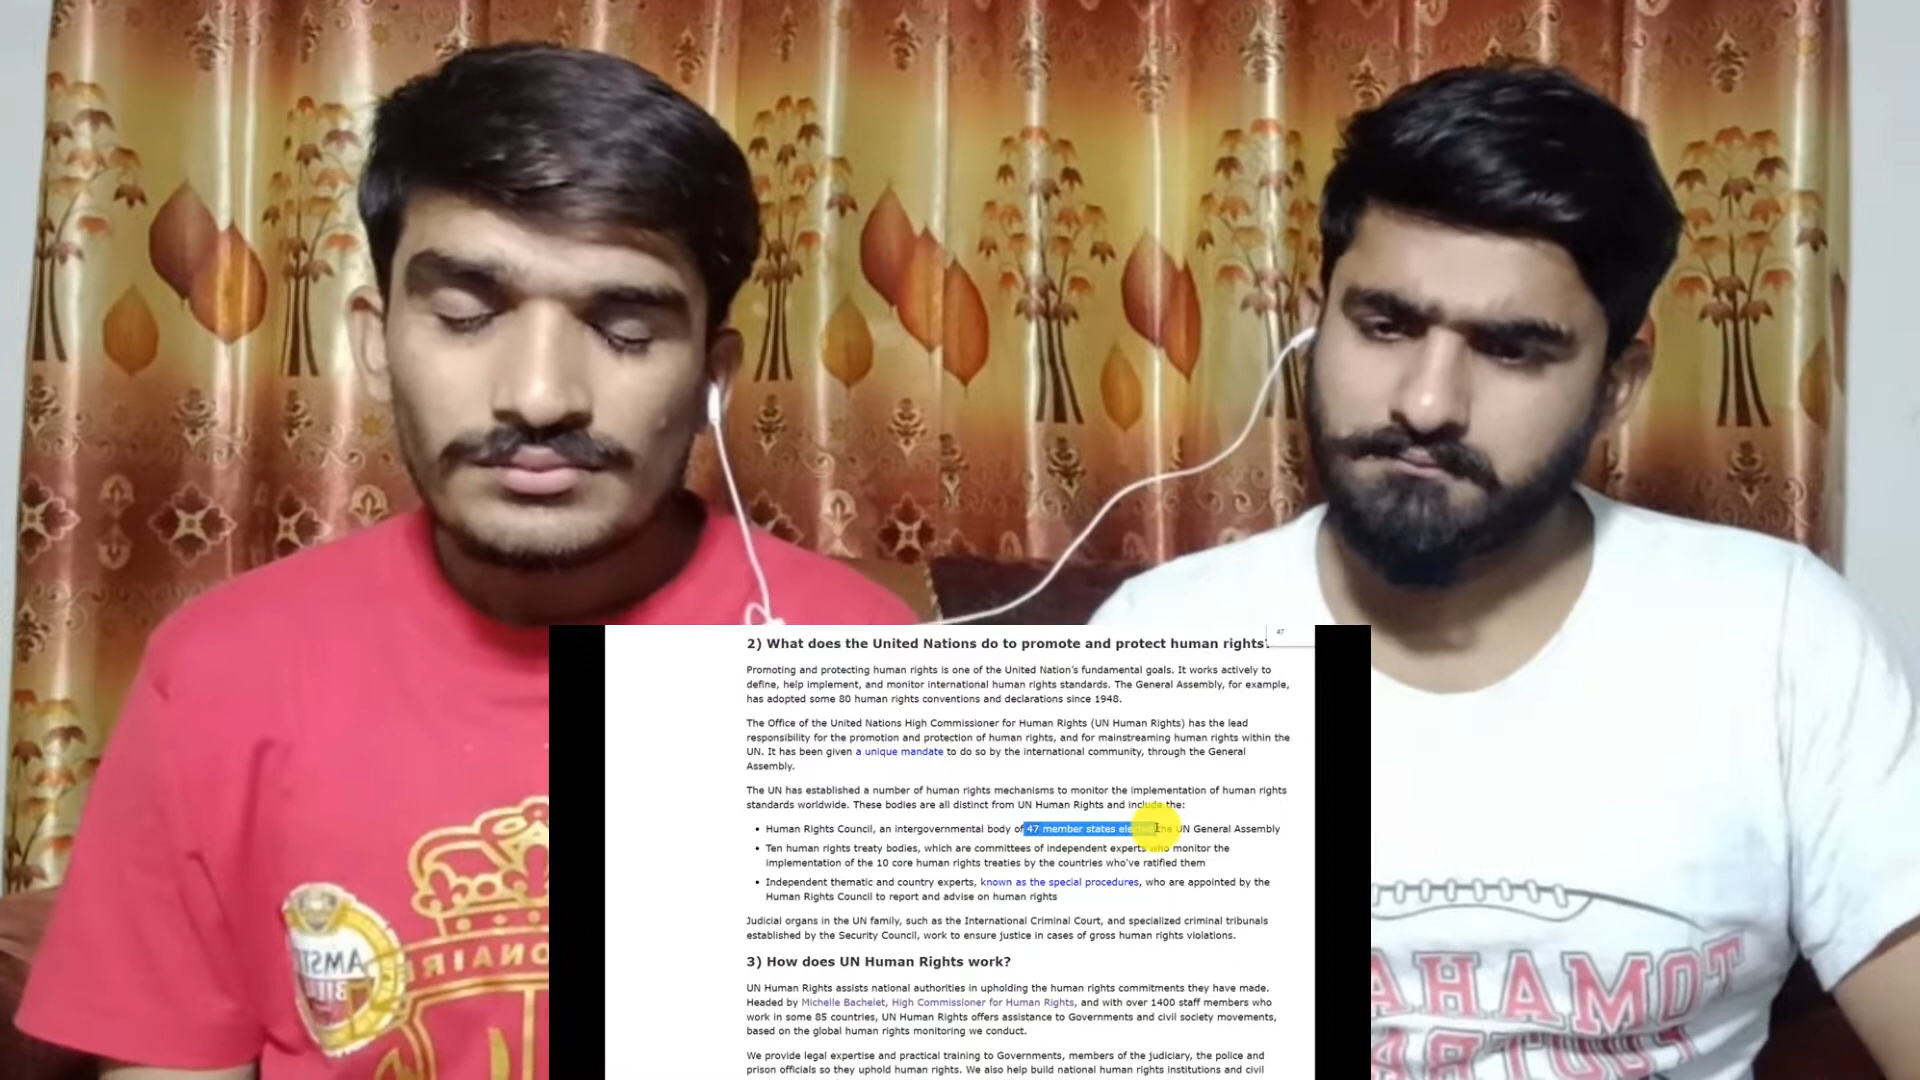 47
2) What does the United Nations do to promote and protect human rights?
Promoting and protecting human rights is one of the United Nation's fundamental goals. It works actively to
define, help implement, and monitor international human rights standards. The General Assembly, for example,
has adopted some 80 human rights conventions and declarations since 1948.
The Office of the United Nations High Commissioner for Human Rights (UN Human Rights) has the lead
responsibility for the promotion and protection of human rights, and for mainstreaming human rights within the
UN. It has been given a unique mandate to do so by the international community, through the General
Assembly.
The UN has established a number of human rights mechanisms to monitor the implementation of human rights
standards worldwide. These bodies are all distinct from UN Human Rights and include the:
• Human Rights Council, an intergovernmental body of 47 member states the UN General Assembly
• Ten human rights treaty bodies, which are committees of independent experts who monitor the
implementation of the 10 core human rights treaties by the countries who've ratified them
• Independent thematic and country experts, known as the special procedures, who are appointed by the
Human Rights Council to report and advise on human rights
Judicial organs in the UN family, such as the International Criminal Court, and specialized criminal tribunals
established by the Security Council, work to ensure justice in cases of gross human rights violations.
3) How does UN Human Rights work?
UN Human Rights assists national authorities in upholding the human rights commitments they have made.
Headed by Michelle Bachelet, High Commissioner for Human Rights, and with over 1400 staff members who
work in some 85 countries, UN Human Rights offers assistance to Governments and civil society movements,
based on the global human rights monitoring we conduct.
We provide legal expertise and practical training to Governments, members of the judiciary, the police and
prison officials so they uphold human rights. We also help build national human rights institutions and civil